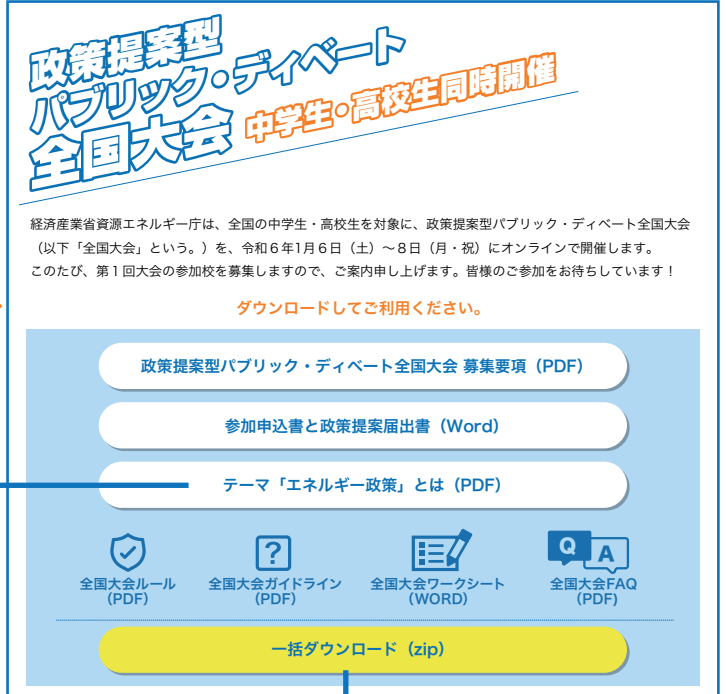 政策提案型
パブリック・ディベート
全国大会 中学生・高校生同時開催
経済産業省資源エネルギー庁は、全国の中学生・高校生を対象に、政策提案型パブリック・ディベート全国大会
（以下「全国大会」という。）を、令和６年1月６日（土）〜８日（月・祝）にオンラインで開催します。
このたび、第１回大会の参加校を募集しますので、ご案内申し上げます。皆様のご参加をお待ちしています！
ダウンロードしてご利用ください。
政策提案型パブリック・ディベート全国大会 募集要項（PDF）
参加申込書と政策提案届出書（Word）
テーマ「エネルギー政策」とは（PDF）
?
Q A
全国大会ルール
（PDF）
全国大会ガイドライン
（PDF）
全国大会ワークシート
（WORD）
全国大会FAQ
（PDF）
一括ダウンロード（zip）